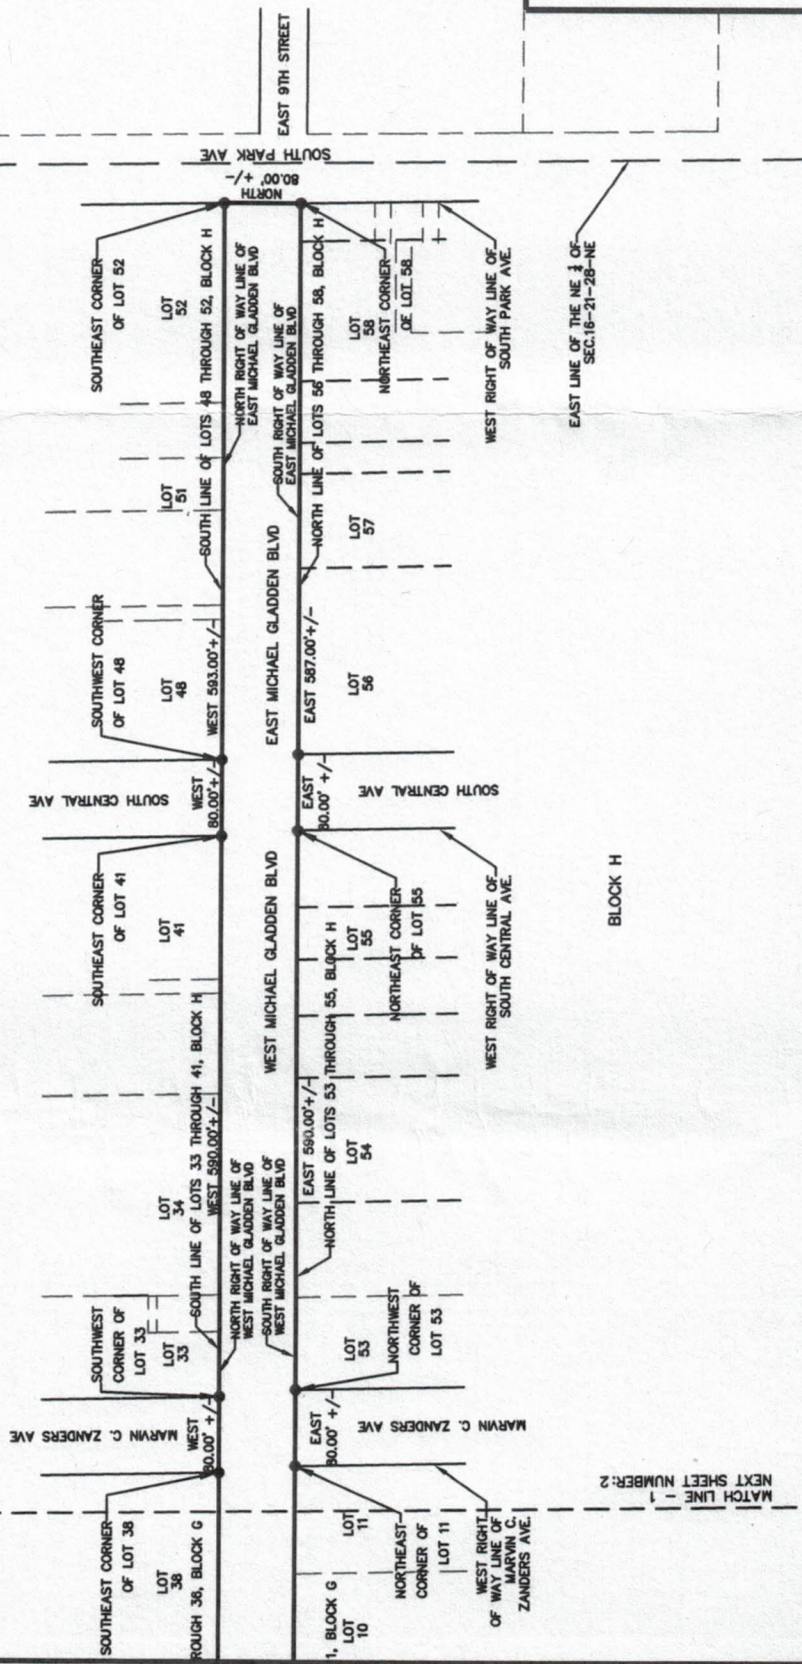 EAST 9TH STREET
SOUTH PARK AVE
NORTH
80.00' +/-
SOUTHEAST CORNER
OF LOT 52
LOT
52
SOUTH LINE OF LOTS 48 THROUGH 52, BLOCK H
NORTH RIGHT OF WAY LINE OF
EAST MICHAEL GLADDEN BLVD
SOUTH RIGHT OF WAY LINE OF
EAST MICHAEL GLADDEN BLVD
NORTH LINE OF LOTS 56 THROUGH 58, BLOCK H
LOT
58
NORTHEAST CORNER
OF LOT 58
WEST RIGHT OF WAY LINE OF
SOUTH PARK AVE.
EAST LINE OF THE NE ¼ OF
SEC.16-21-28-NE
LOT
51
EAST MICHAEL GLADDEN BLVD
LOT
57
SOUTHWEST CORNER
OF LOT 48
LOT
48
WEST 593.00'+/-
EAST 587.00'+/-
LOT
56
SOUTH CENTRAL AVE
WEST
80.00'+/-
EAST
80.00' +/-
SOUTH CENTRAL AVE
SOUTHEAST CORNER
OF LOT 41
LOT
41
WEST MICHAEL GLADDEN BLVD
LOT
55
NORTHEAST CORNER
OF LOT 55
WEST RIGHT OF WAY LINE OF
SOUTH CENTRAL AVE.
BLOCK H
SOUTH LINE OF LOTS 33 THROUGH 41, BLOCK H
WEST 590.00'+/-
EAST 590.00'+/-
NORTH LINE OF LOTS 53 THROUGH 55, BLOCK H
LOT
34
LOT
54
NORTH RIGHT OF WAY LINE OF
WEST MICHAEL GLADDEN BLVD
SOUTH RIGHT OF WAY LINE OF
WEST MICHAEL GLADDEN BLVD
SOUTHWEST
CORNER OF
LOT 33
LOT
33
LOT
53
NORTHWEST
CORNER OF
LOT 53
MARVIN C. ZANDERS AVE
WEST
80.00' +/-
EAST
80.00' +/-
MARVIN C. ZANDERS AVE
MATCH LINE - 1
NEXT SHEET NUMBER:2
SOUTHEAST CORNER
OF LOT 38
LOT
38
ROUGH 38, BLOCK G
1, BLOCK G
LOT
10
LOT
11
NORTHEAST
CORNER OF
LOT 11
WEST RIGHT
OF WAY LINE OF
MARVIN C.
ZANDERS AVE.